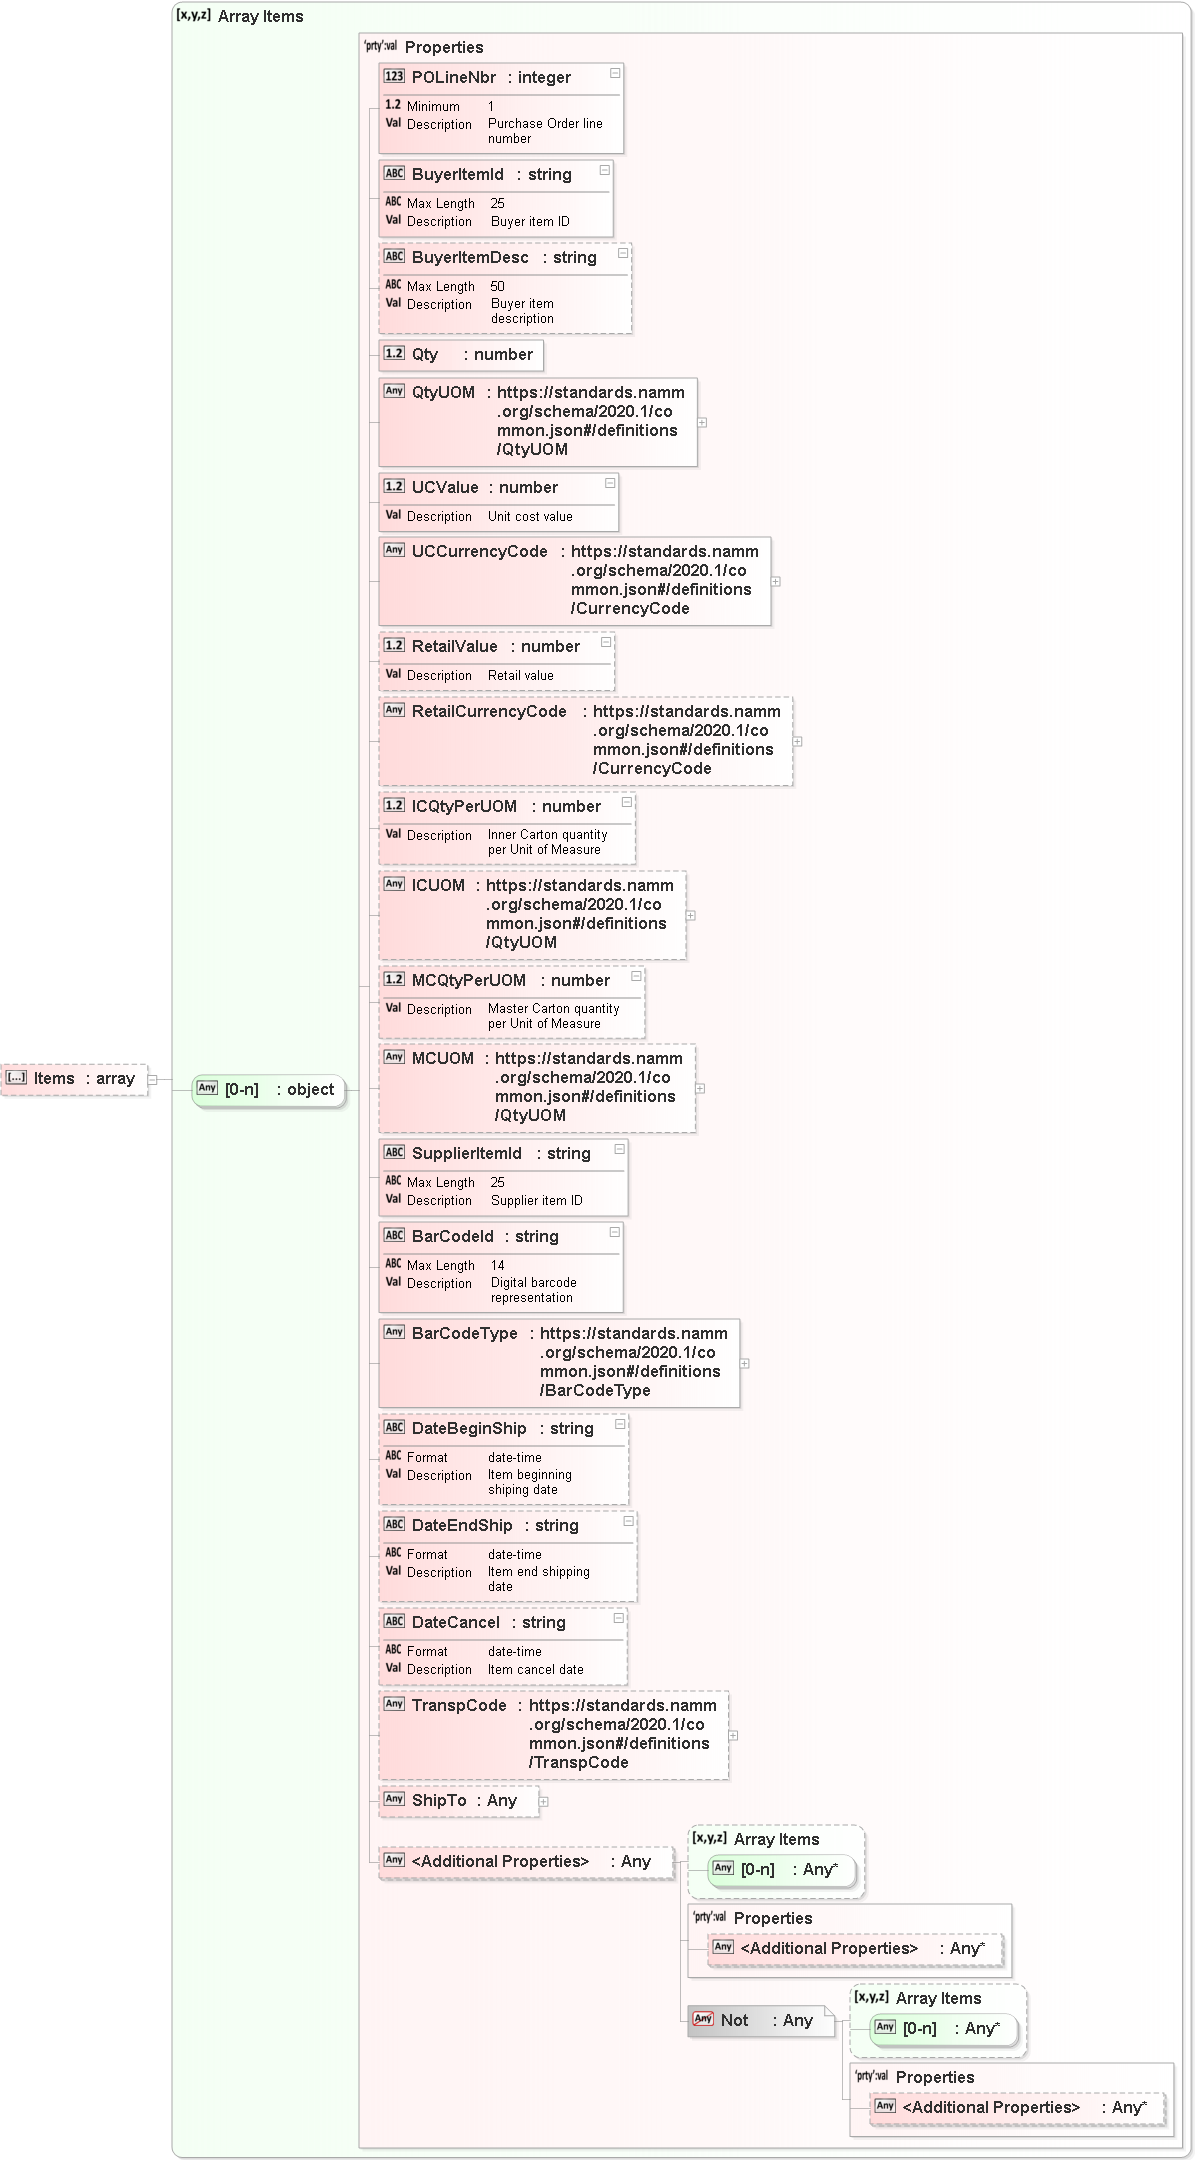 [x,y,z] Array Items
'prty':val Properties
123 POLineNbr : integer
1.2 Minimum 1
Val Description Purchase Order line
number
ABC BuyerItemId : string
ABC Max Length 25
Val Description Buyer item ID
ABC BuyerItemDesc : string
ABC Max Length 50
Val Description Buyer item
description
1.2 Qty : number
Any QtyUOM : https://standards.namm
.org/schema/2020.1/co
mmon.json#/definitions
/QtyUOM
1.2 UCValue : number
Val Description Unit cost value
Any UCCurrencyCode : https://standards.namm
.org/schema/2020.1/co
mmon.json#/definitions
/CurrencyCode
1.2 RetailValue : number
Val Description Retail value
Any RetailCurrencyCode : https://standards.namm
.org/schema/2020.1/co
mmon.json#/definitions
/CurrencyCode
1.2 ICQtyPerUOM : number
Val Description Inner Carton quantity
per Unit of Measure
Any ICUOM : https://standards.namm
.org/schema/2020.1/co
mmon.json#/definitions
/QtyUOM
1.2 MCQtyPerUOM : number
Val Description Master Carton quantity
per Unit of Measure
Any MCUOM : https://standards.namm
.org/schema/2020.1/co
mmon.json#/definitions
/QtyUOM
[...] Items : array
Any [0-n] : object
ABC SupplierItemId : string
ABC Max Length 25
Val Description Supplier item ID
ABC BarCodeId : string
ABC Max Length 14
Val Description Digital barcode
representation
Any BarCodeType : https://standards.namm
.org/schema/2020.1/co
mmon.json#/definitions
/BarCodeType
ABC DateBeginShip : string
ABC Format date-time
Val Description Item beginning
shiping date
ABC DateEndShip : string
ABC Format date-time
Val Description Item end shipping
date
ABC DateCancel : string
ABC Format date-time
Val Description Item cancel date
Any TranspCode : https://standards.namm
.org/schema/2020.1/co
mmon.json#/definitions
/TranspCode
Any ShipTo : Any
Any <Additional Properties> : Any
[x,y,z] Array Items
Any [0-n] : Any*
'prty':val Properties
Any <Additional Properties> : Any*
Any Not : Any
[x,y,z] Array Items
Any [0-n] : Any*
'prty':val Properties
Any <Additional Properties> : Any*